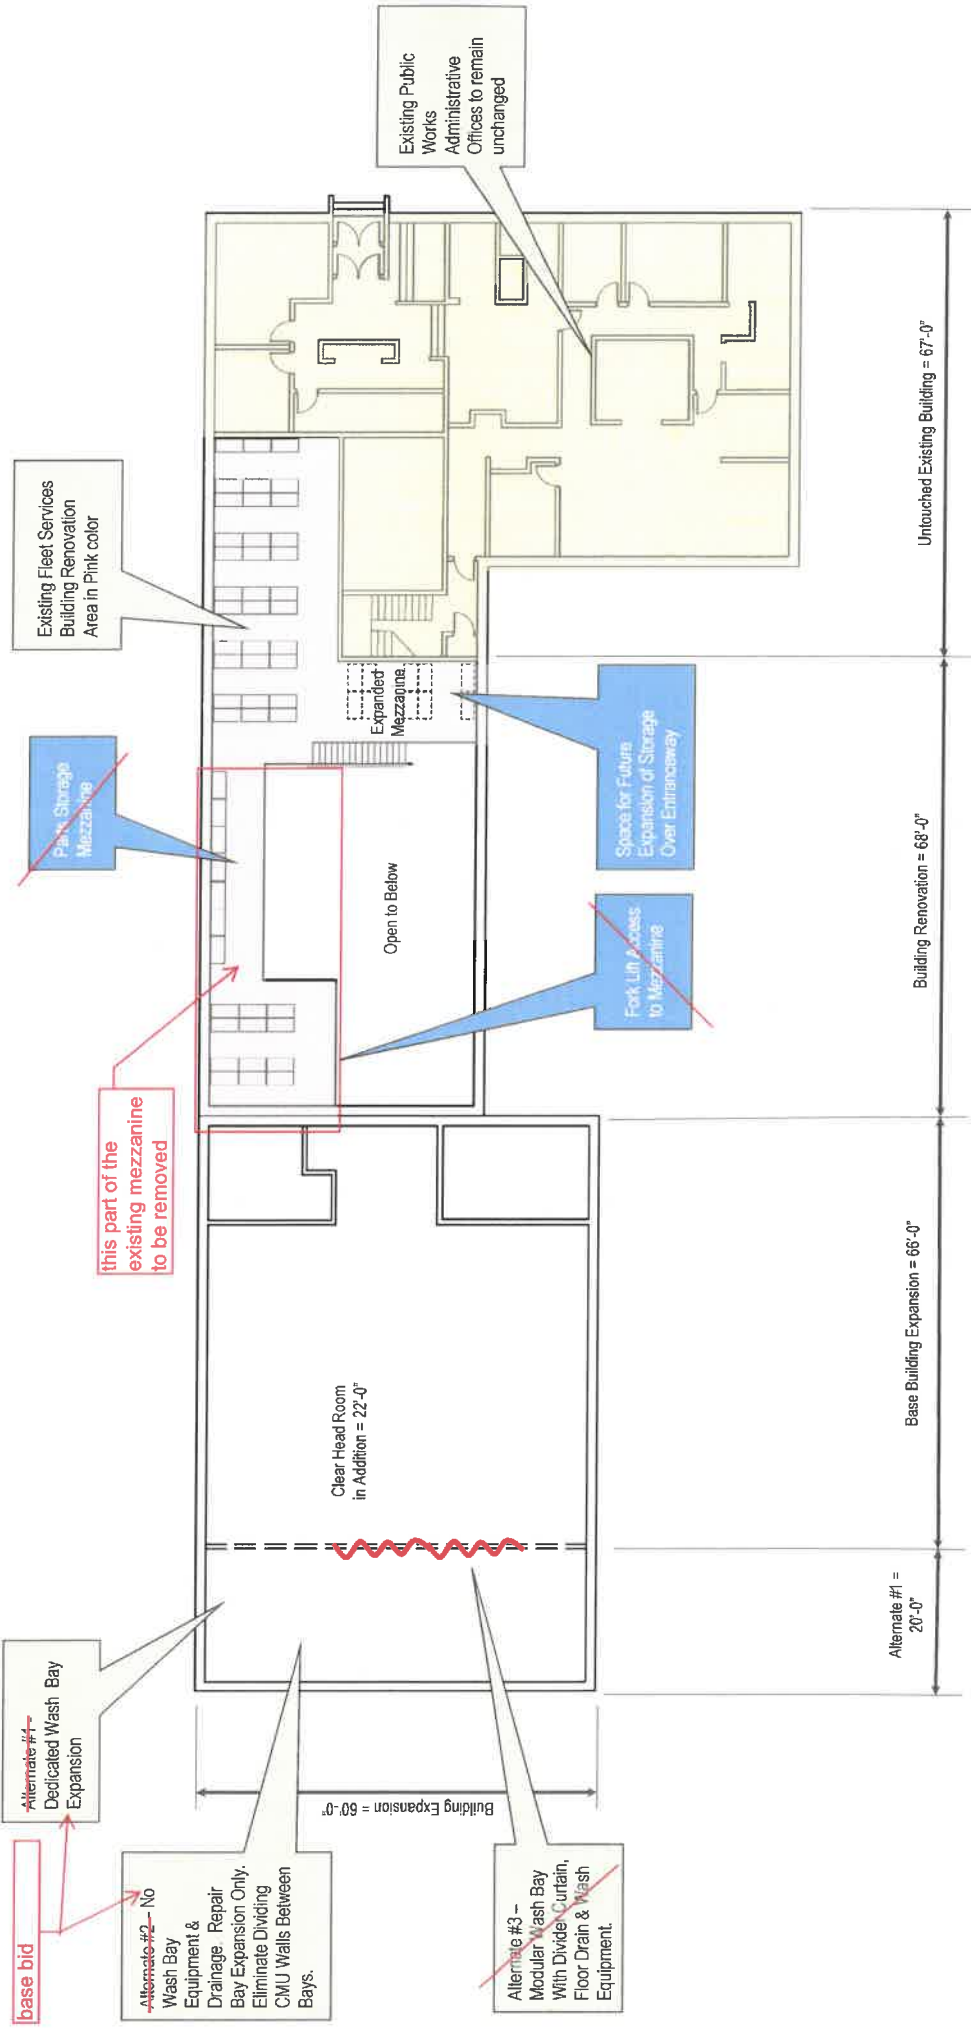 base bid
Alternate #1 -
Dedicated Wash Bay
Expansion
Alternate #2 - No
Wash Bay
Equipment &
Drainage. Repair
Bay Expansion Only.
Eliminate Dividing
CMU Walls Between
Bays.
Alternate #3 –
Modular Wash Bay
With Divider Curtain,
Floor Drain & Wash
Equipment.
Building Expansion = 60'-0"
this part of the
existing mezzanine
to be removed
Clear Head Room
in Addition = 22'-0"
Parts Storage
Mezzanine
Existing Fleet Services
Building Renovation
Area in Pink color
Open to Below
Expanded
Mezzanine
Fork Lift Access
to Mezzanine
Space for Future
Expansion of Storage
Over Entranceway
Existing Public
Works
Administrative
Offices to remain
unchanged
Alternate #1 =
20'-0"
Base Building Expansion = 66'-0"
Building Renovation = 68'-0"
Untouched Existing Building = 67'-0"